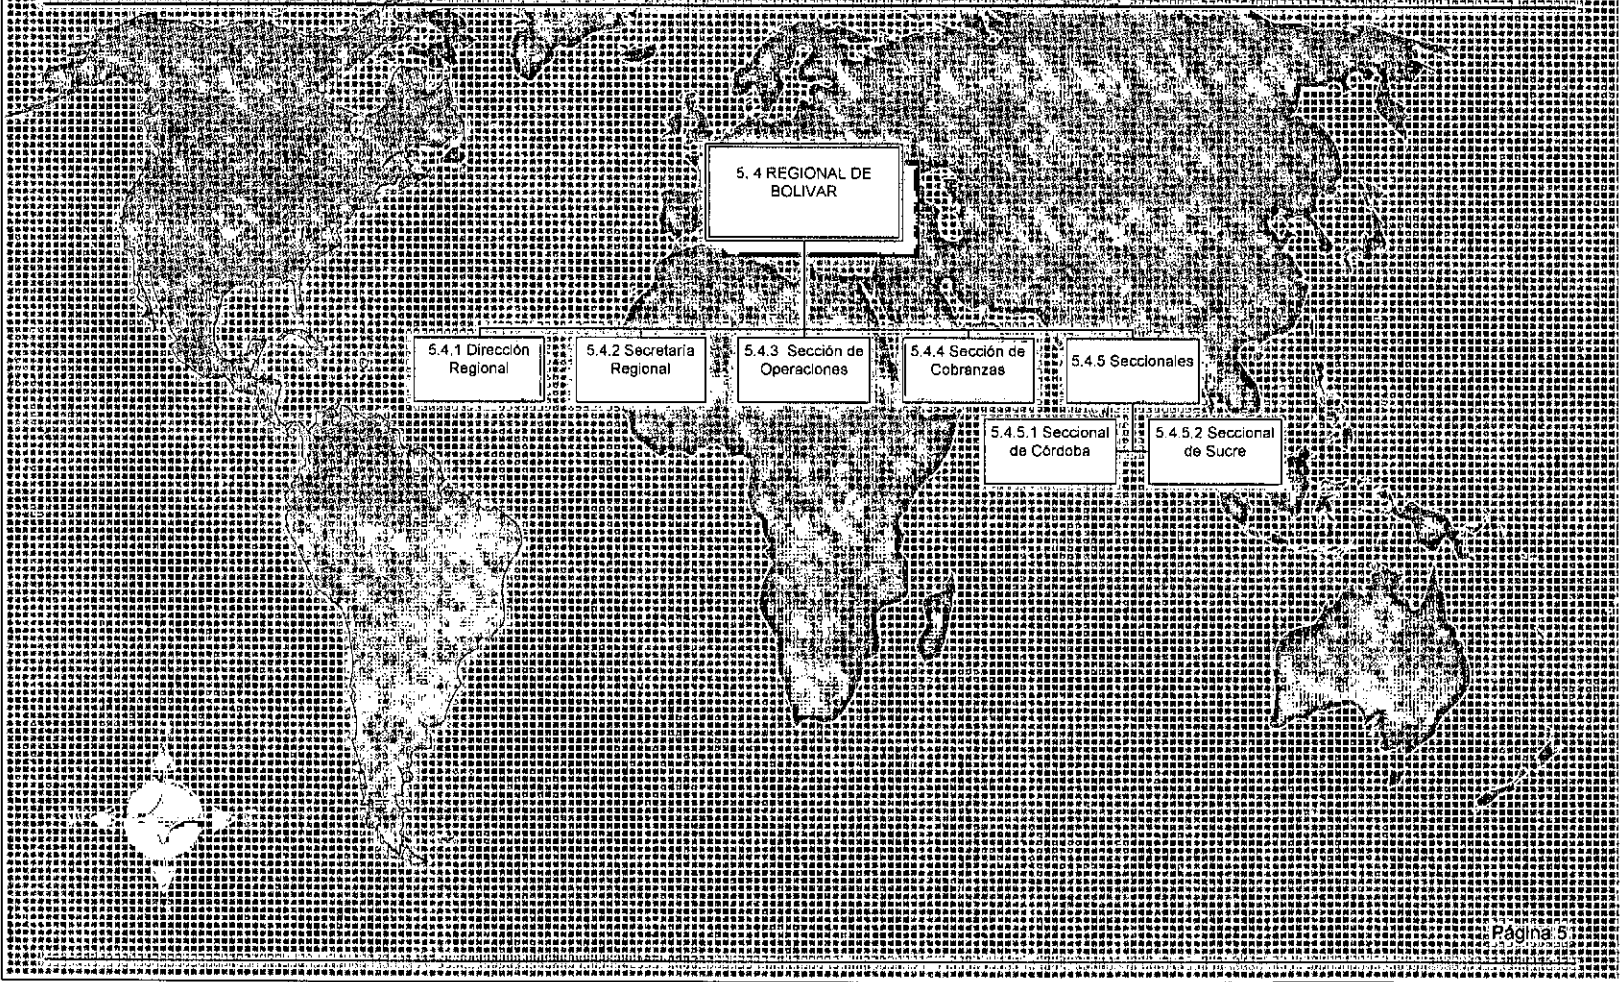 5. 4 REGIONAL DE
BOLIVAR
5.4.1 Dirección
Regional
5.4.2 Secretaría
Regional
5.4.3 Sección de
Operaciones
5.4.4 Sección de
Cobranzas
5.4.5 Seccionales
5.4.5.1 Seccional
de Córdoba
5.4.5.2 Seccional
de Sucre
Página 5